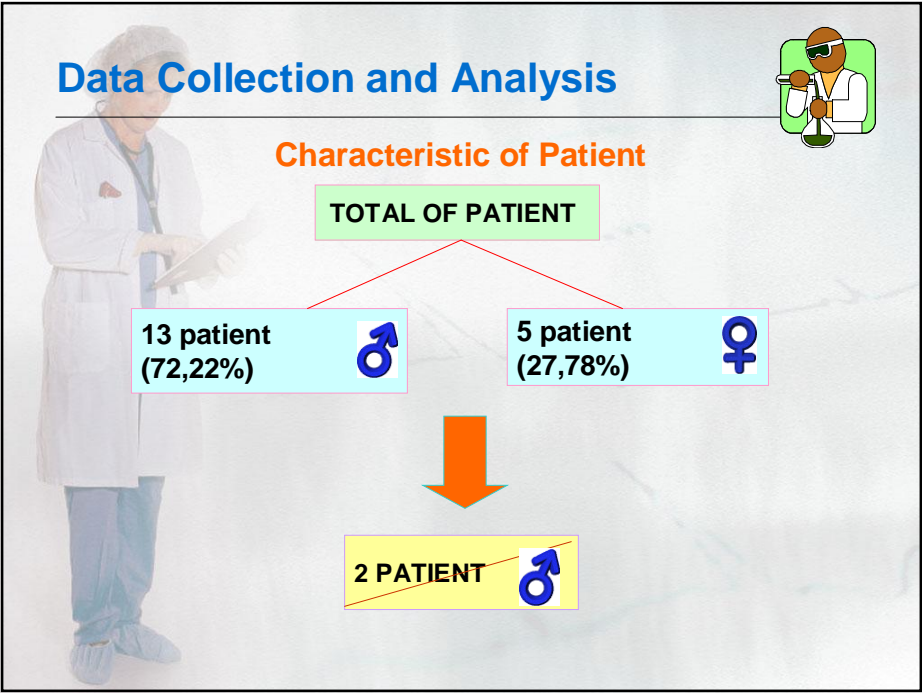 Data Collection and Analysis
Characteristic of Patient
TOTAL OF PATIENT
13 patient
(72,22%)
5 patient
(27,78%)
2 PATIENT